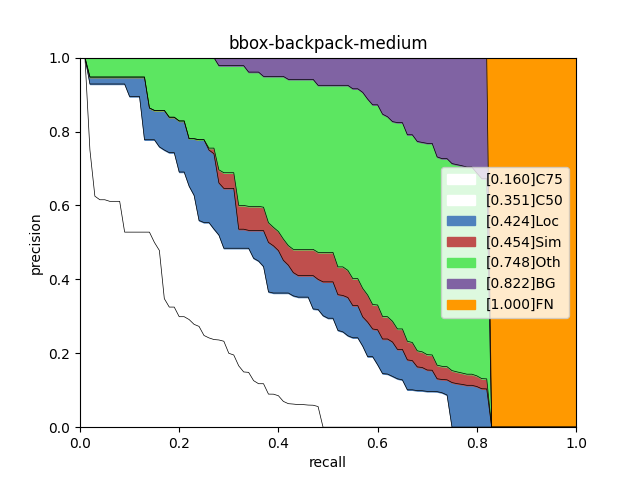 bbox-backpack-medium
1.0
0.8
0.6
0.4
0.2
0.0
precision
[0.160]C75
[0.351]C50
[0.424]Loc
[0.454]Sim
[0.748]Oth
[0.822]BG
[1.000]FN
0.0 0.2 0.4 0.6 0.8 1.0
recall